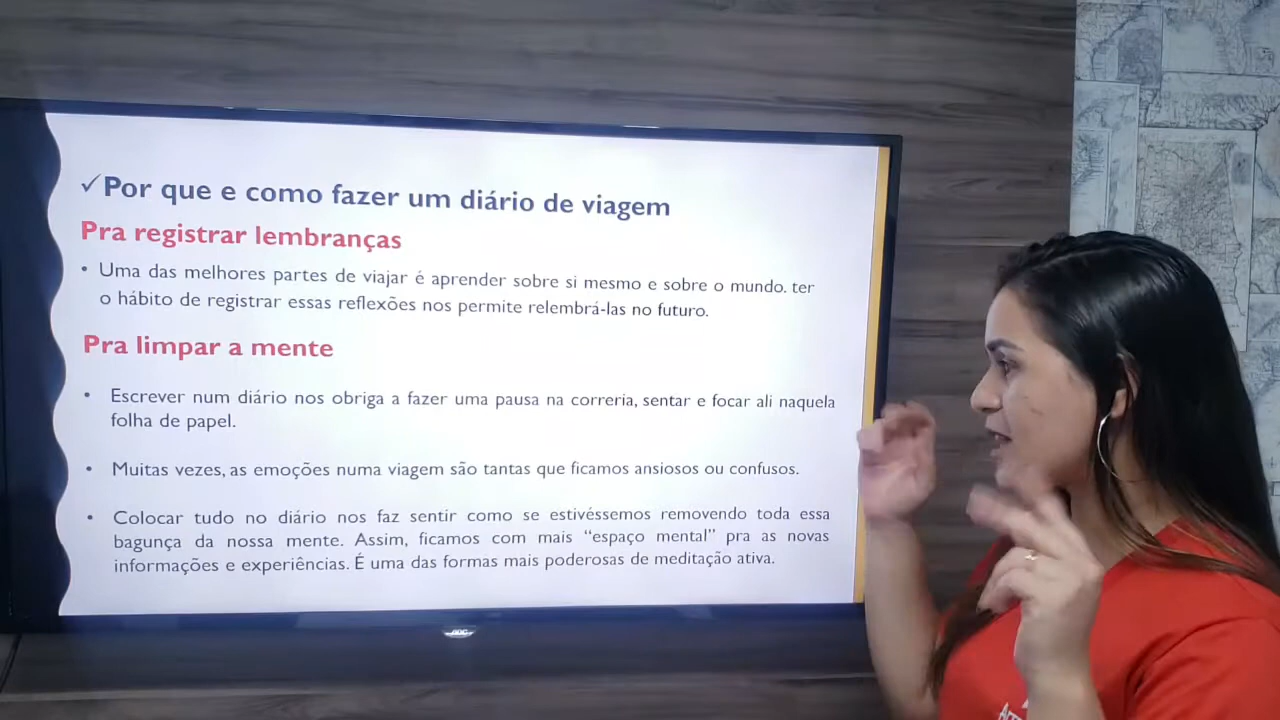 ✓Por que e como fazer um diário de viagem
Pra registrar lembranças
• Uma das melhores partes de viajar é aprender sobre si mesmo e sobre o mundo. ter
o hábito de registrar essas reflexões nos permite relembrá-las no futuro.
Pra limpar a mente
• Escrever num diário nos obriga a fazer uma pausa na correria, sentar e focar ali naquela
folha de papel.
• Muitas vezes, as emoções numa viagem são tantas que ficamos ansiosos ou confusos.
• Colocar tudo no diário nos faz sentir como se estivéssemos removendo toda essa
bagunça da nossa mente. Assim, ficamos com mais “espaço mental” pra as novas
informações e experiências. É uma das formas mais poderosas de meditação ativa.
AOC